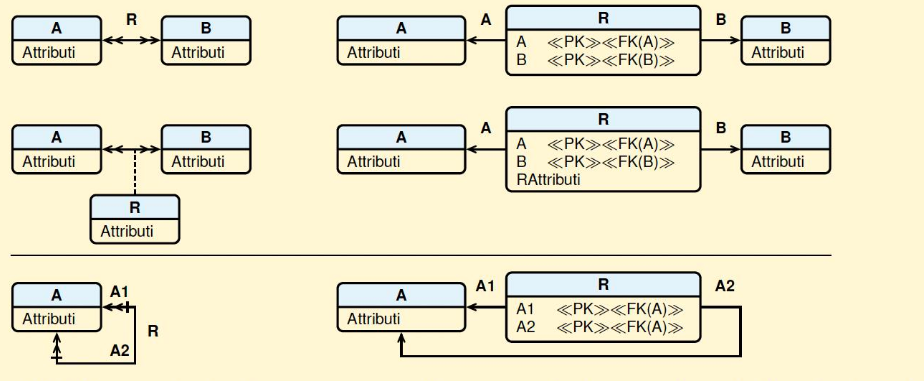 R
A
B
Attributi
Attributi
A
R
B
A
Attributi
A ≪PK≫≪FK(A)≫
B ≪PK≫≪FK(B)≫
B
Attributi
A
B
Attributi
Attributi
R
Attributi
A
R
B
A
Attributi
A ≪PK≫≪FK(A)≫
B ≪PK≫≪FK(B)≫
RAttributi
B
Attributi
A
Attributi
A1
A2
R
A
Attributi
A1
R
A2
A1 ≪PK≫≪FK(A)≫
A2 ≪PK≫≪FK(A)≫